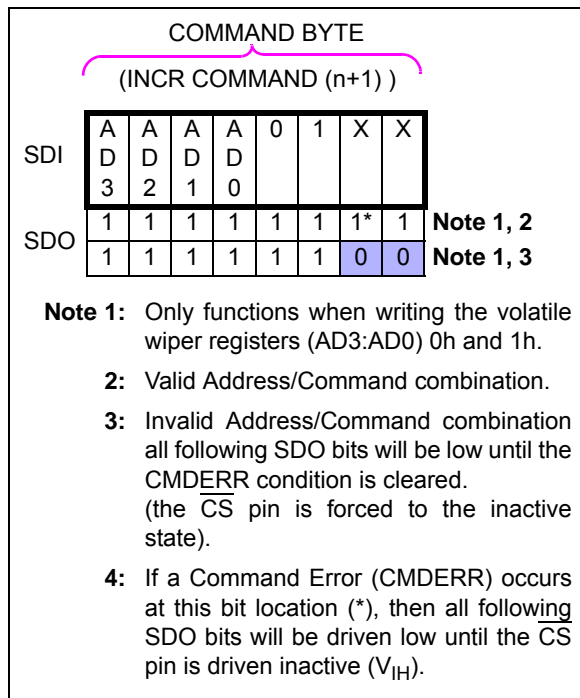 COMMAND BYTE
(INCR COMMAND (n+1) )
SDI A A A A 0 1 X X
D D D D
3 2 1 0
SDO 1 1 1 1 1 1 1* 1 Note 1, 2
1 1 1 1 1 1 0 0 Note 1, 3
Note 1: Only functions when writing the volatile
wiper registers (AD3:AD0) 0h and 1h.
2: Valid Address/Command combination.
3: Invalid Address/Command combination
all following SDO bits will be low until the
CMDERR condition is cleared.
(the C̅S̅ pin is forced to the inactive
state).
4: If a Command Error (CMDERR) occurs
at this bit location (*), then all following
SDO bits will be driven low until the C̅S̅
pin is driven inactive (VIH).